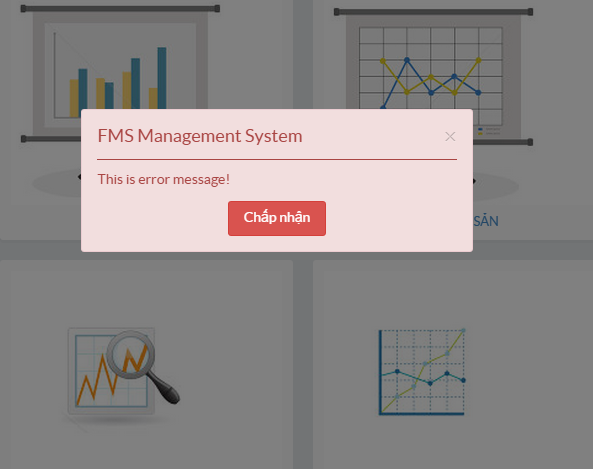 FMS Management System
×
This is error message!
Chấp nhận
SẢN